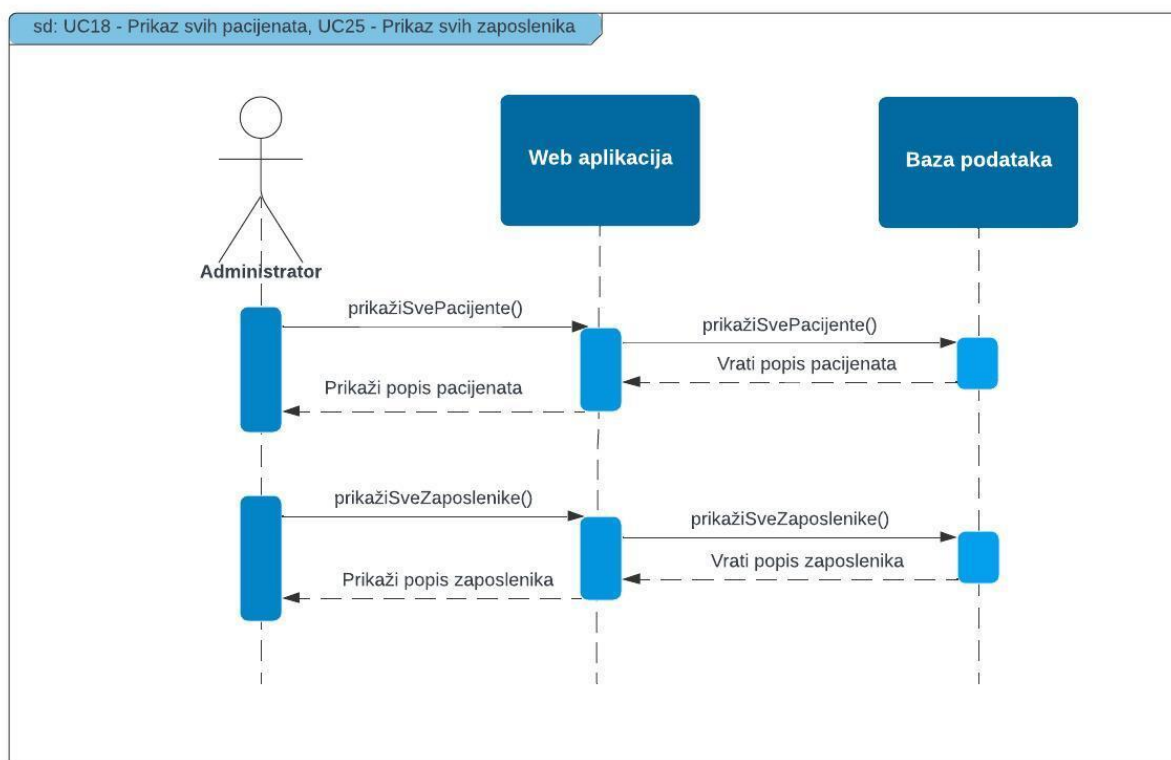 sd: UC18 - Prikaz svih pacijenata, UC25 - Prikaz svih zaposlenika
Web aplikacija
Baza podataka
Administrator
prikažiSvePacijente()
prikažiSvePacijente()
Vrati popis pacijenata
Prikaži popis pacijenata
prikažiSveZaposlenike()
prikažiSveZaposlenike()
Vrati popis zaposlenika
Prikaži popis zaposlenika